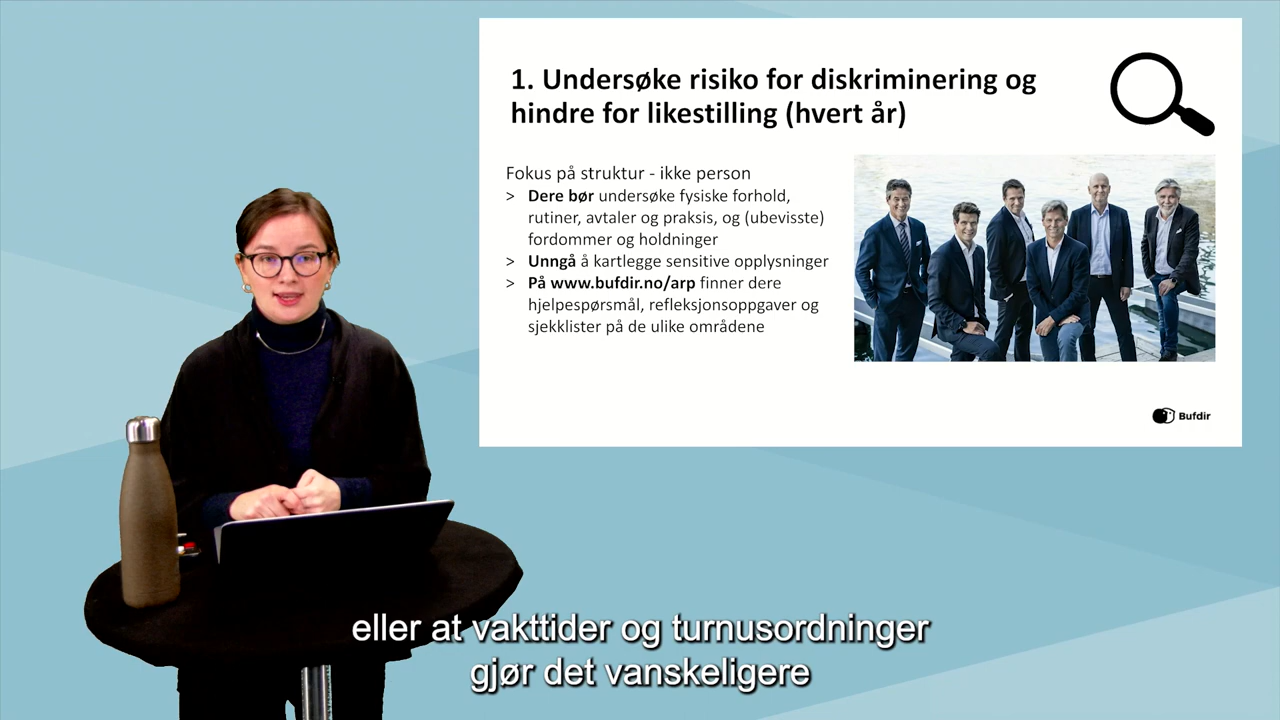 1. Undersøke risiko for diskriminering og
hindre for likestilling (hvert år)
Fokus på struktur - ikke person
> Dere bør undersøke fysiske forhold,
rutiner, avtaler og praksis, og (ubevisste)
fordommer og holdninger
> Unngå å kartlegge sensitive opplysninger
> På www.bufdir.no/arp finner dere
hjelpespørsmål, refleksjonsoppgaver og
sjekklister på de ulike områdene
Bufdir
eller at vakttider og turnusordninger
gjør det vanskeligere